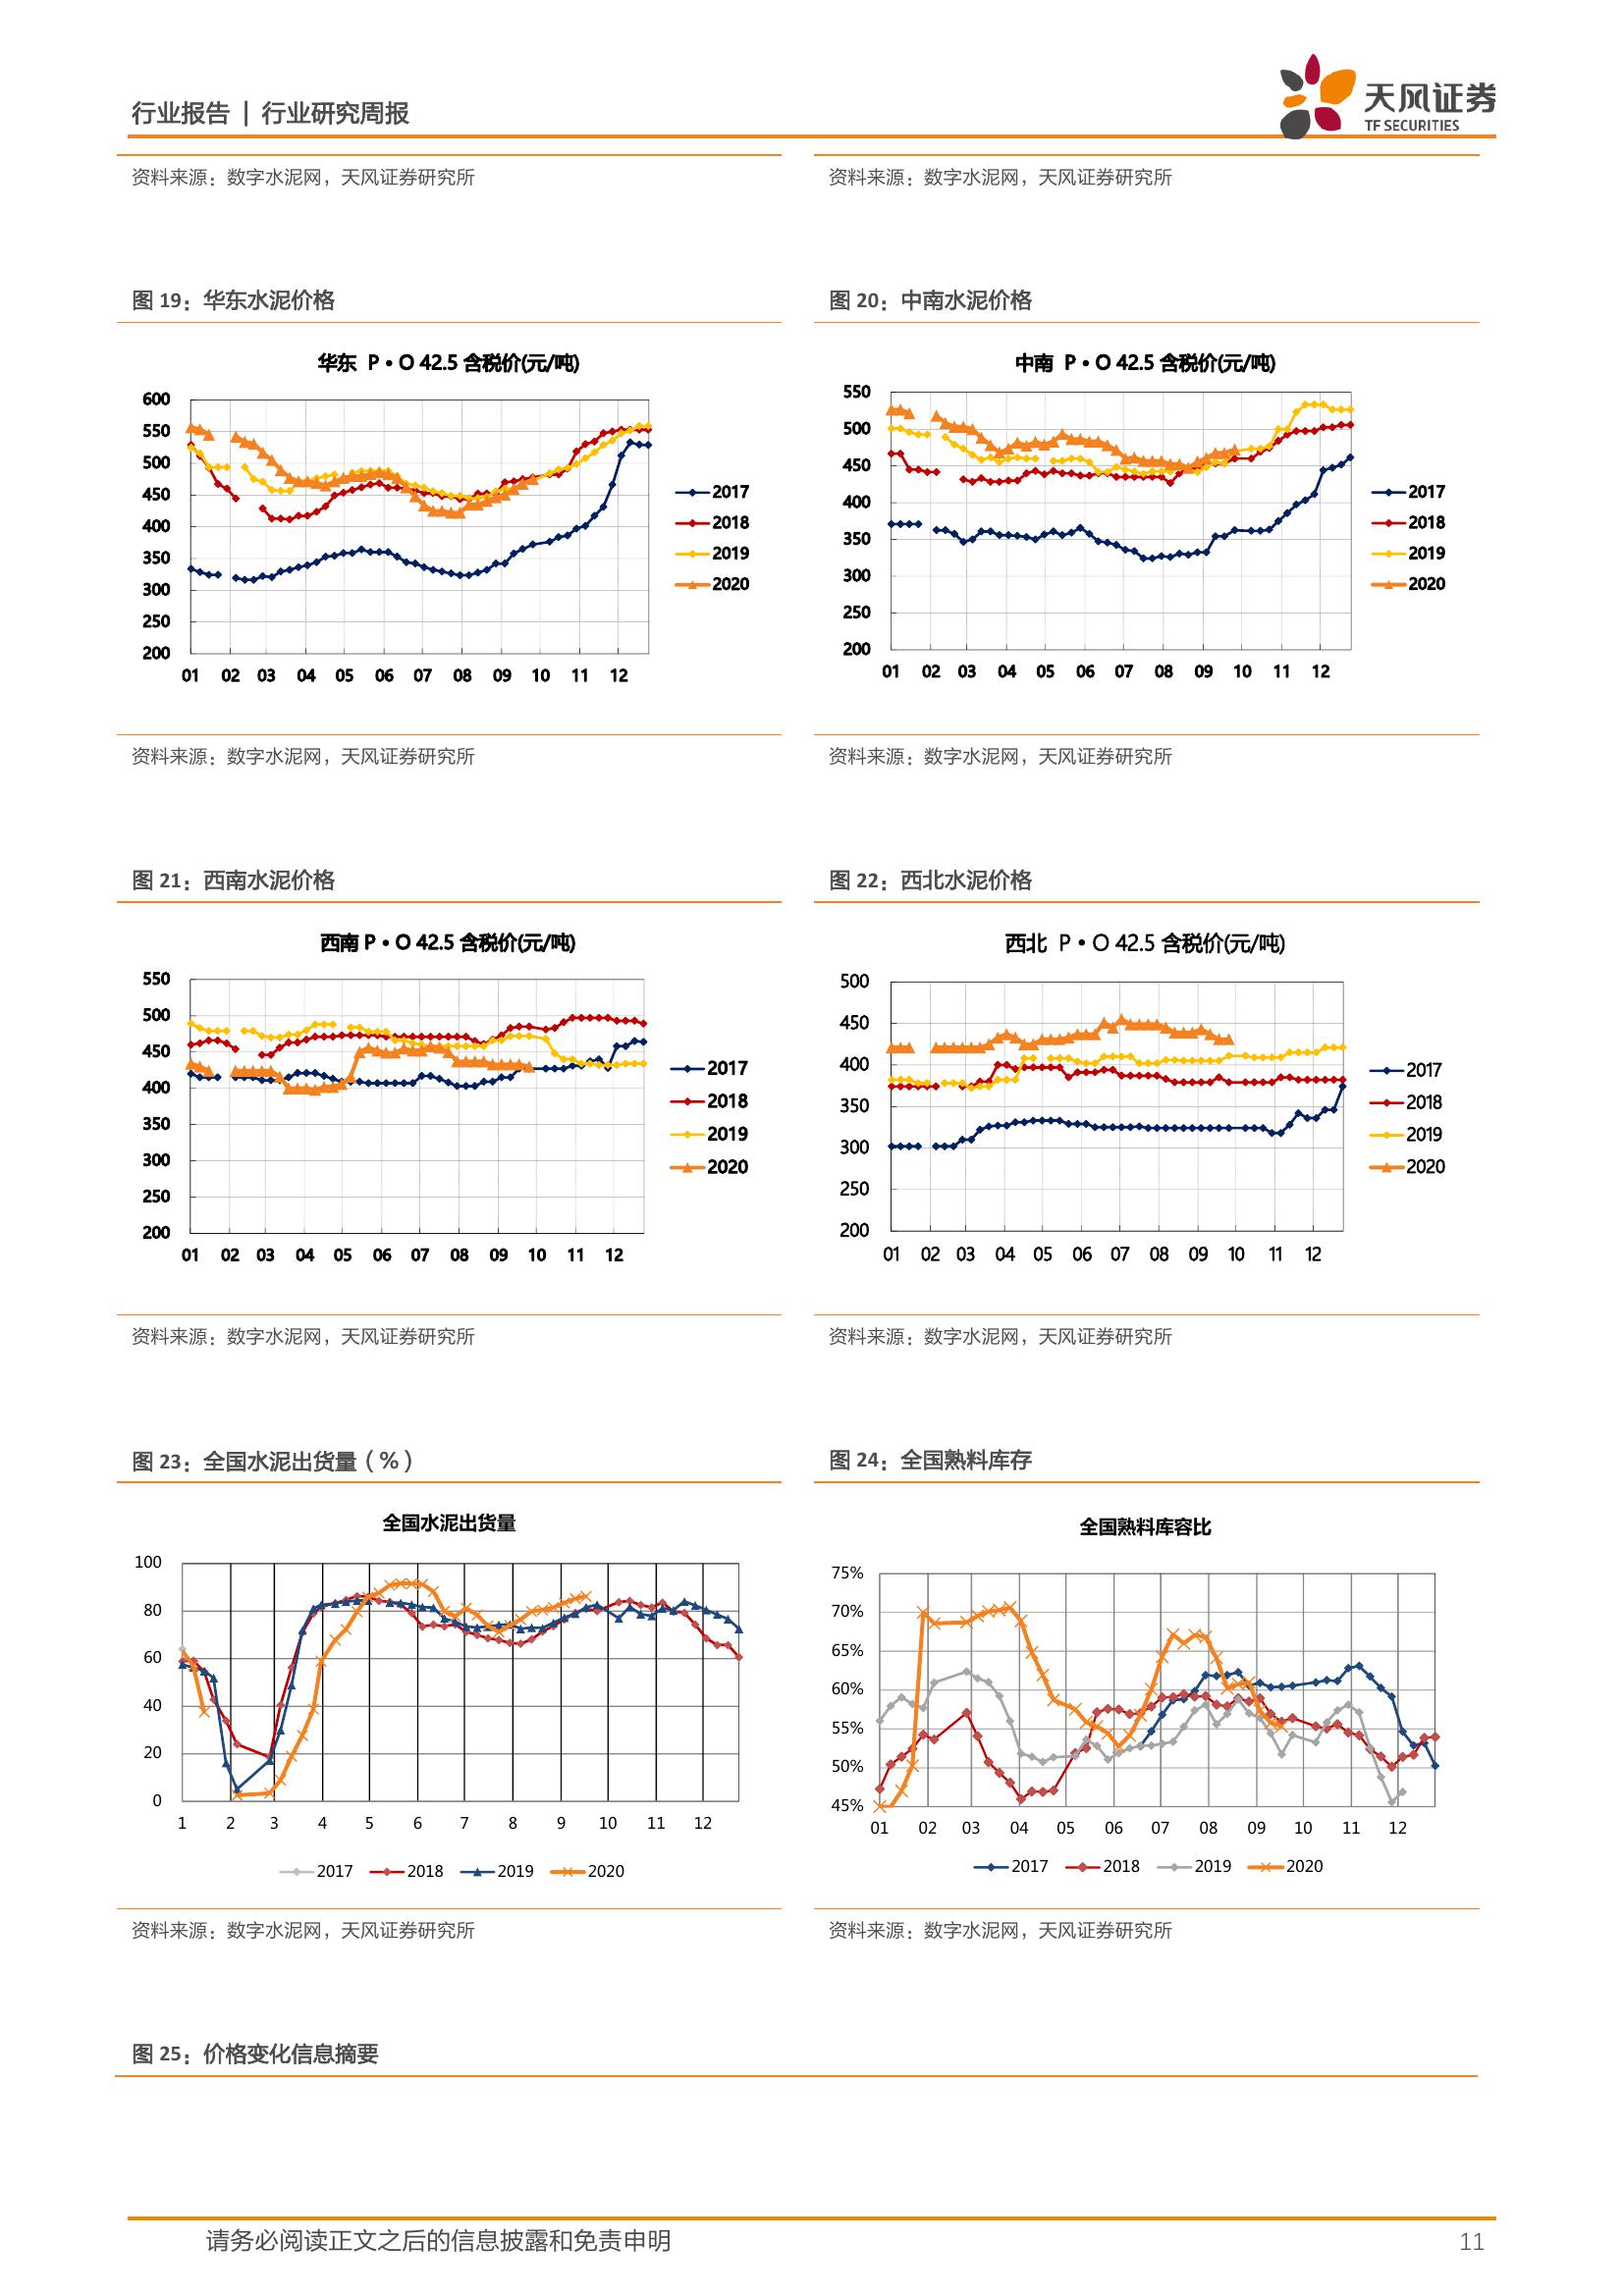 行业报告 | 行业研究周报
天风证券
TF SECURITIES
资料来源：数字水泥网，天风证券研究所
资料来源：数字水泥网，天风证券研究所
图 19：华东水泥价格
华东 P • O 42.5 含税价(元/吨)
600
550
500
450
400
350
300
250
200
01 02 03 04 05 06 07 08 09 10 11 12
2017
2018
2019
2020
资料来源：数字水泥网，天风证券研究所
图 20：中南水泥价格
中南 P • O 42.5 含税价(元/吨)
550
500
450
400
350
300
250
200
01 02 03 04 05 06 07 08 09 10 11 12
2017
2018
2019
2020
资料来源：数字水泥网，天风证券研究所
图 21：西南水泥价格
西南 P • O 42.5 含税价(元/吨)
550
500
450
400
350
300
250
200
01 02 03 04 05 06 07 08 09 10 11 12
2017
2018
2019
2020
资料来源：数字水泥网，天风证券研究所
图 22：西北水泥价格
西北 P • O 42.5 含税价(元/吨)
500
450
400
350
300
250
200
01 02 03 04 05 06 07 08 09 10 11 12
2017
2018
2019
2020
资料来源：数字水泥网，天风证券研究所
图 23：全国水泥出货量（%）
全国水泥出货量
100
80
60
40
20
0
1 2 3 4 5 6 7 8 9 10 11 12
2017 2018 2019 2020
资料来源：数字水泥网，天风证券研究所
图 24：全国熟料库存
全国熟料库容比
75%
70%
65%
60%
55%
50%
45%
01 02 03 04 05 06 07 08 09 10 11 12
2017 2018 2019 2020
资料来源：数字水泥网，天风证券研究所
图 25：价格变化信息摘要
请务必阅读正文之后的信息披露和免责申明
11